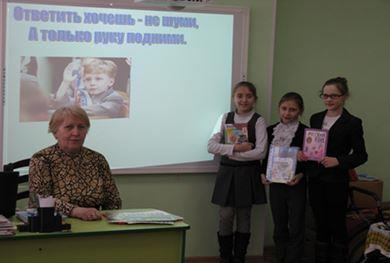 Ответить хочешь - не шуми,
А только руку подними.